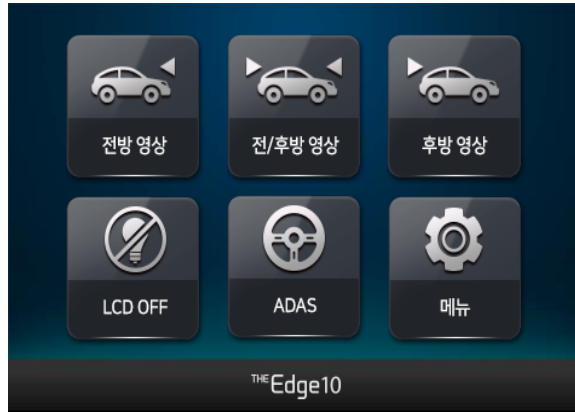 전방 영상
전/후방 영상
후방 영상
LCD OFF
ADAS
메뉴
THE Edge10